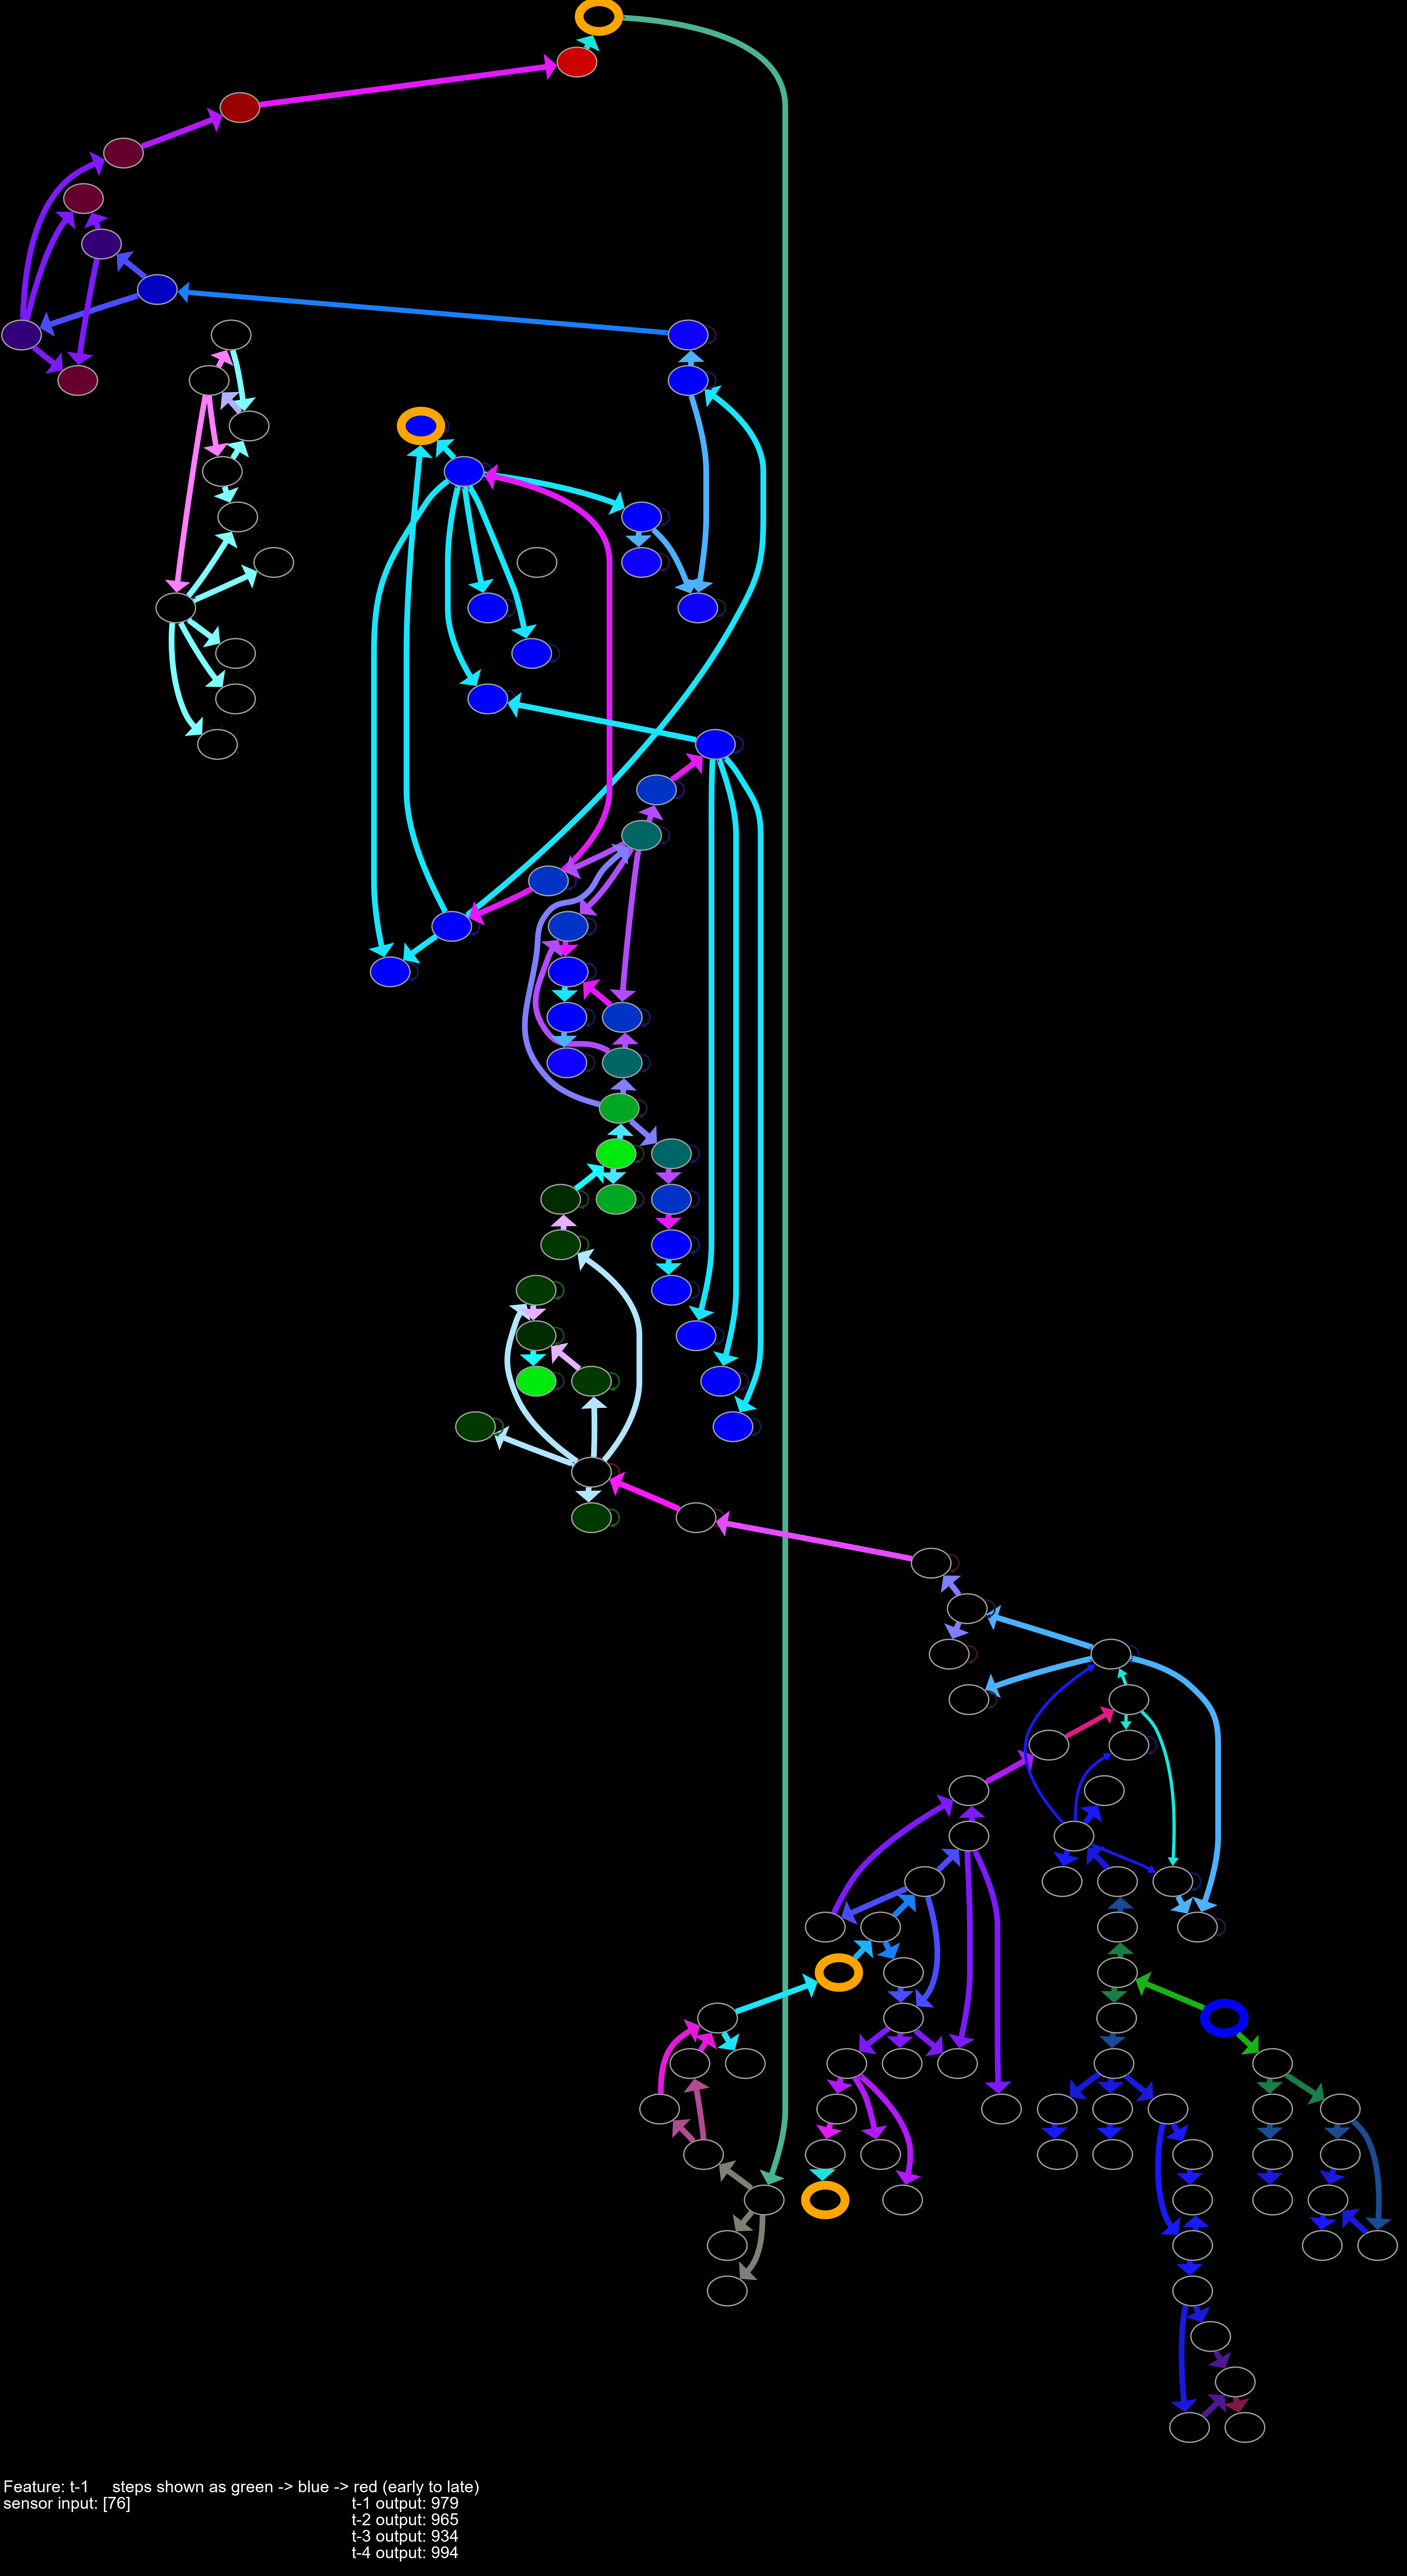 Feature: t-1 steps shown as green -> blue -> red (early to late)
sensor input: [76] t-1 output: 979
t-2 output: 965
t-3 output: 934
t-4 output: 994